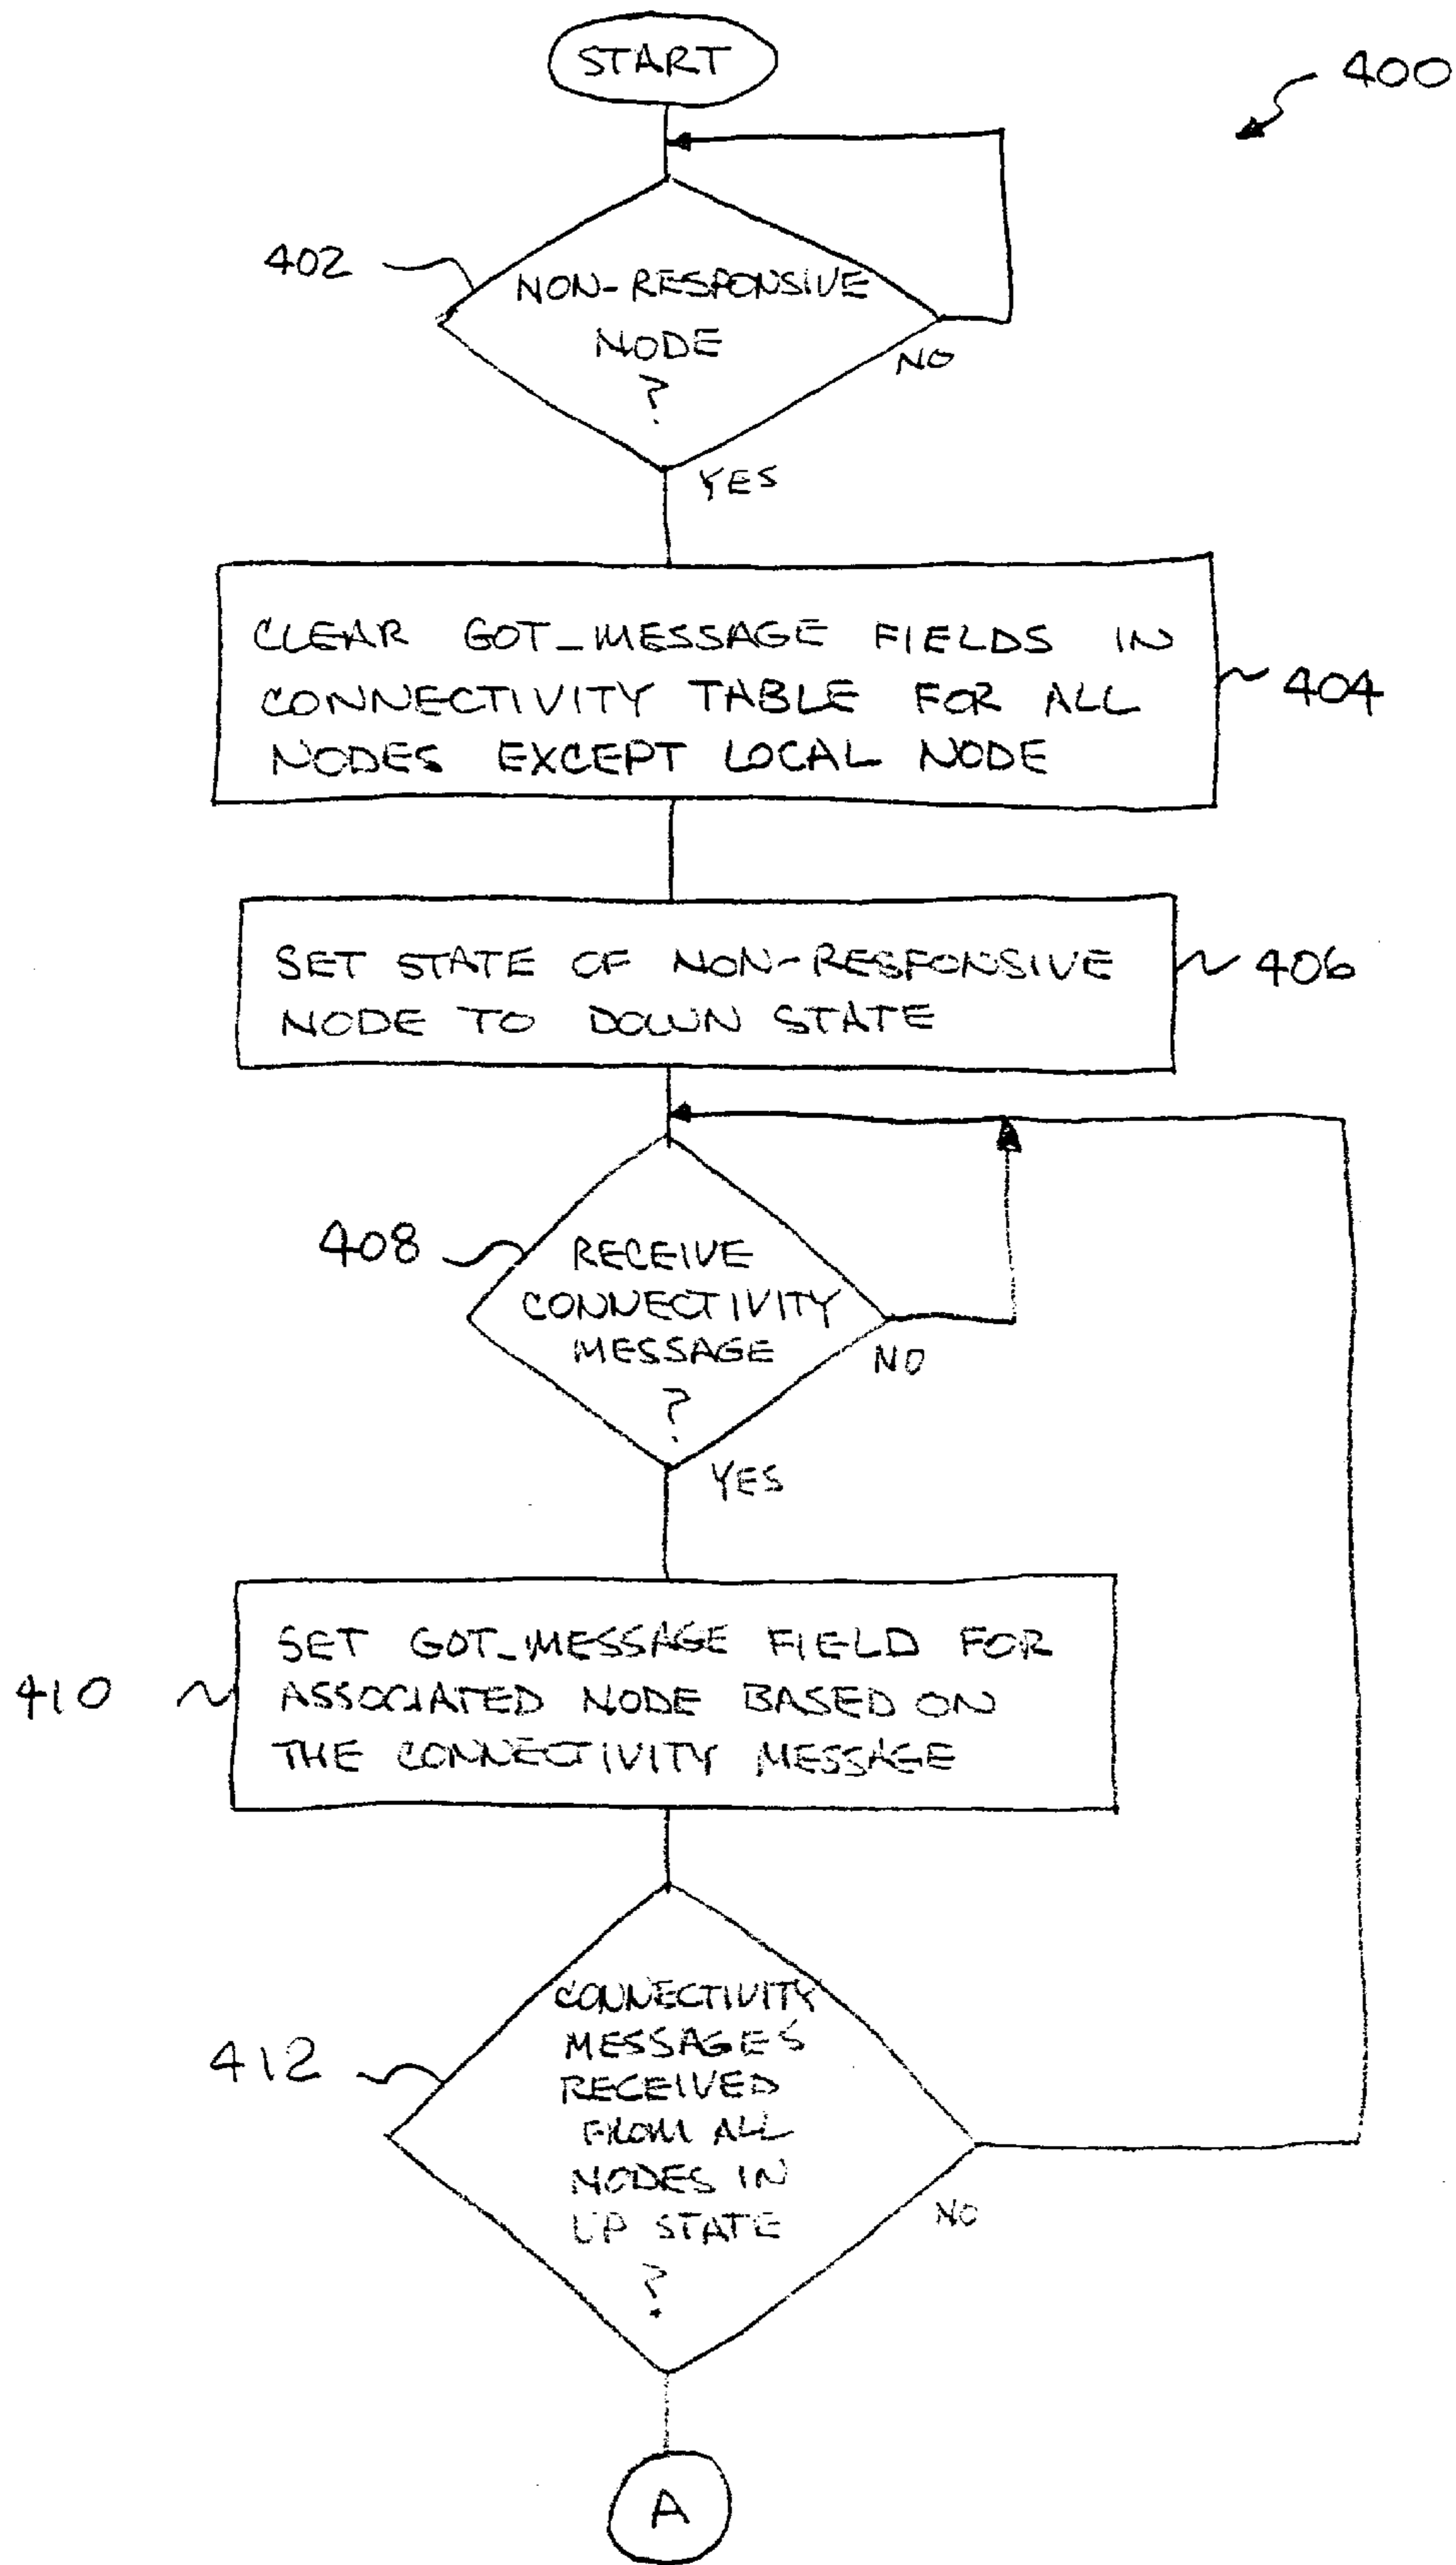 START
400
402
NON-RESPONSIVE
NODE
?
NO
YES
CLEAR GOT_MESSAGE FIELDS IN
CONNECTIVITY TABLE FOR ALL
NODES EXCEPT LOCAL NODE
404
SET STATE OF NON-RESPONSIVE
NODE TO DOWN STATE
406
408
RECEIVE
CONNECTIVITY
MESSAGE
?
NO
YES
SET GOT_MESSAGE FIELD FOR
ASSOCIATED NODE BASED ON
THE CONNECTIVITY MESSAGE
410
412
CONNECTIVITY
MESSAGES
RECEIVED
FROM ALL
NODES IN
UP STATE
?
NO
A